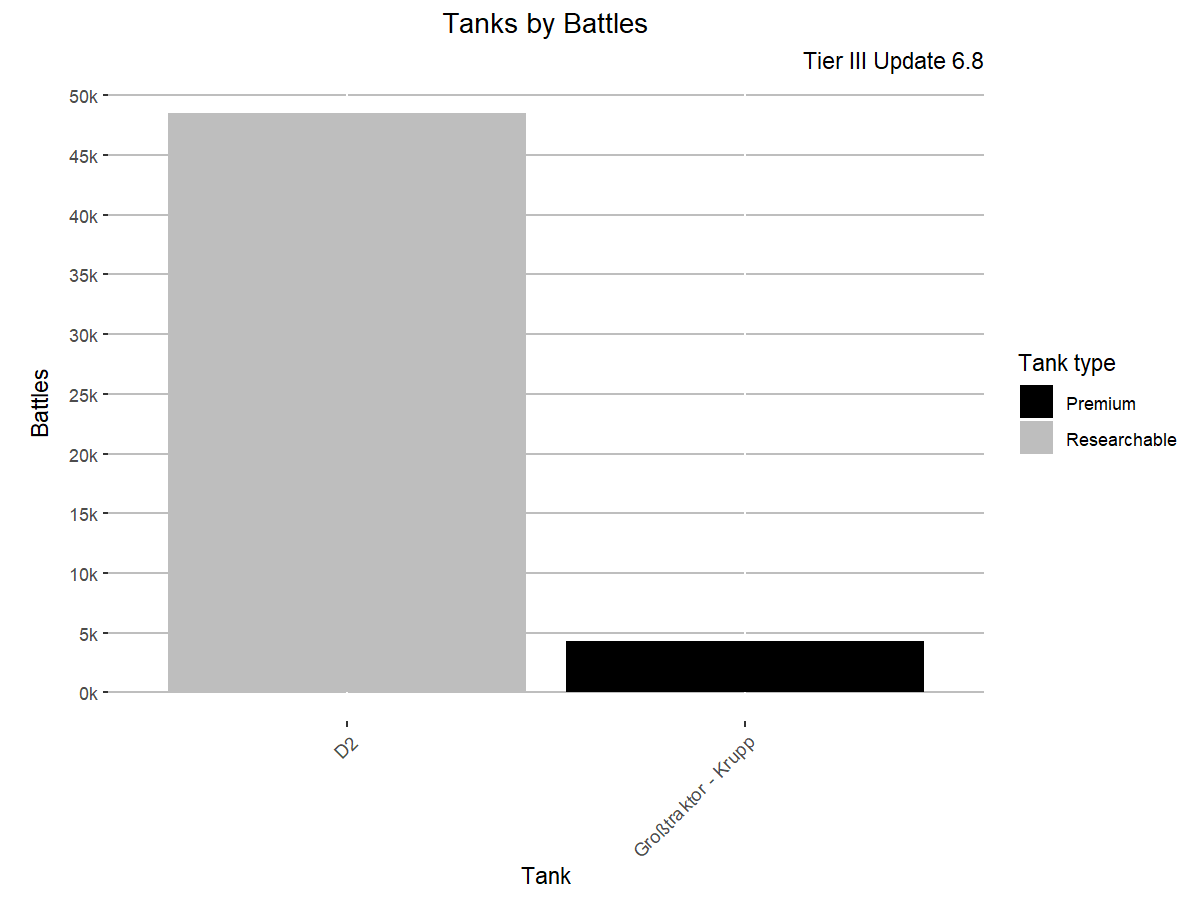 Tanks by Battles
Tier III Update 6.8
50k
45k
40k
35k
30k
25k
20k
15k
10k
5k
0k
Battles
D2
Großtraktor - Krupp
Tank
Tank type
Premium
Researchable